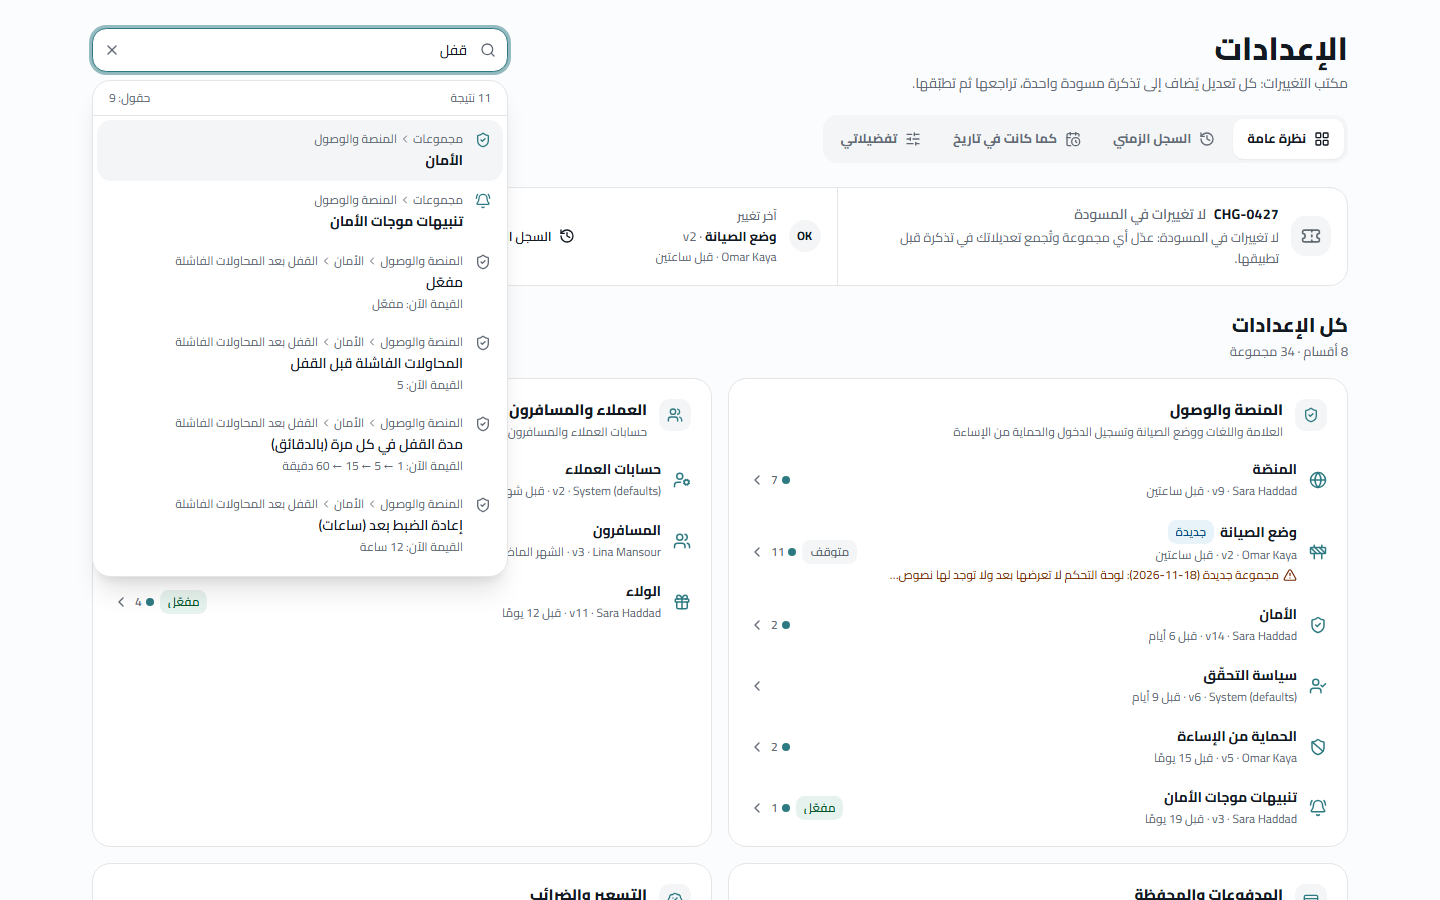 الإعدادات
مكتب التغييرات: كل تعديل يُضاف إلى تذكرة مسودة واحدة، تراجعها ثم تطبّقها.
قفل
نظرة عامة
السجل الزمني
كما كانت في تاريخ
تفضيلاتي
11 نتيجة
حقول: 9
مجموعات › المنصة والوصول
الأمان
مجموعات › المنصة والوصول
تنبيهات موجات الأمان
المنصة والوصول › الأمان › القفل بعد المحاولات الفاشلة
مفعّل
القيمة الآن: مفعّل
المنصة والوصول › الأمان › القفل بعد المحاولات الفاشلة
المحاولات الفاشلة قبل القفل
القيمة الآن: 5
المنصة والوصول › الأمان › القفل بعد المحاولات الفاشلة
مدة القفل في كل مرة (بالدقائق)
القيمة الآن: 1 ← 5 ← 15 ← 60 دقيقة
المنصة والوصول › الأمان › القفل بعد المحاولات الفاشلة
إعادة الضبط بعد (ساعات)
القيمة الآن: 12 ساعة
CHG-0427 لا تغييرات في المسودة
لا تغييرات في المسودة: عدّل أي مجموعة وتُجمع تعديلاتك في تذكرة قبل
تطبيقها.
OK
آخر تغيير
وضع الصيانة · v2
Omar Kaya · قبل ساعتين
السجل
كل الإعدادات
8 أقسام · 34 مجموعة
المنصة والوصول
العلامة واللغات ووضع الصيانة وتسجيل الدخول والحماية من الإساءة
المنصّة
v9 · Sara Haddad · قبل ساعتين
7
وضع الصيانة
جديدة
v2 · Omar Kaya · قبل ساعتين
مجموعة جديدة (2026-11-18): لوحة التحكم لا تعرضها بعد ولا توجد لها نصوص...
متوقف
11
الأمان
v14 · Sara Haddad · قبل 6 أيام
2
سياسة التحقّق
v6 · System (defaults) · قبل 9 أيام
الحماية من الإساءة
v5 · Omar Kaya · قبل 15 يومًا
2
تنبيهات موجات الأمان
v3 · Sara Haddad · قبل 19 يومًا
مفعّل
1
العملاء والمسافرون
حسابات العملاء والمسافرون
حسابات العملاء
v2 · System (defaults) · قبل
المسافرون
v3 · Lina Mansour · الشهر
الولاء
v11 · Sara Haddad · قبل 12 يومًا
مفعّل
4
المدفوعات والمحفظة
التسعير والضرائب